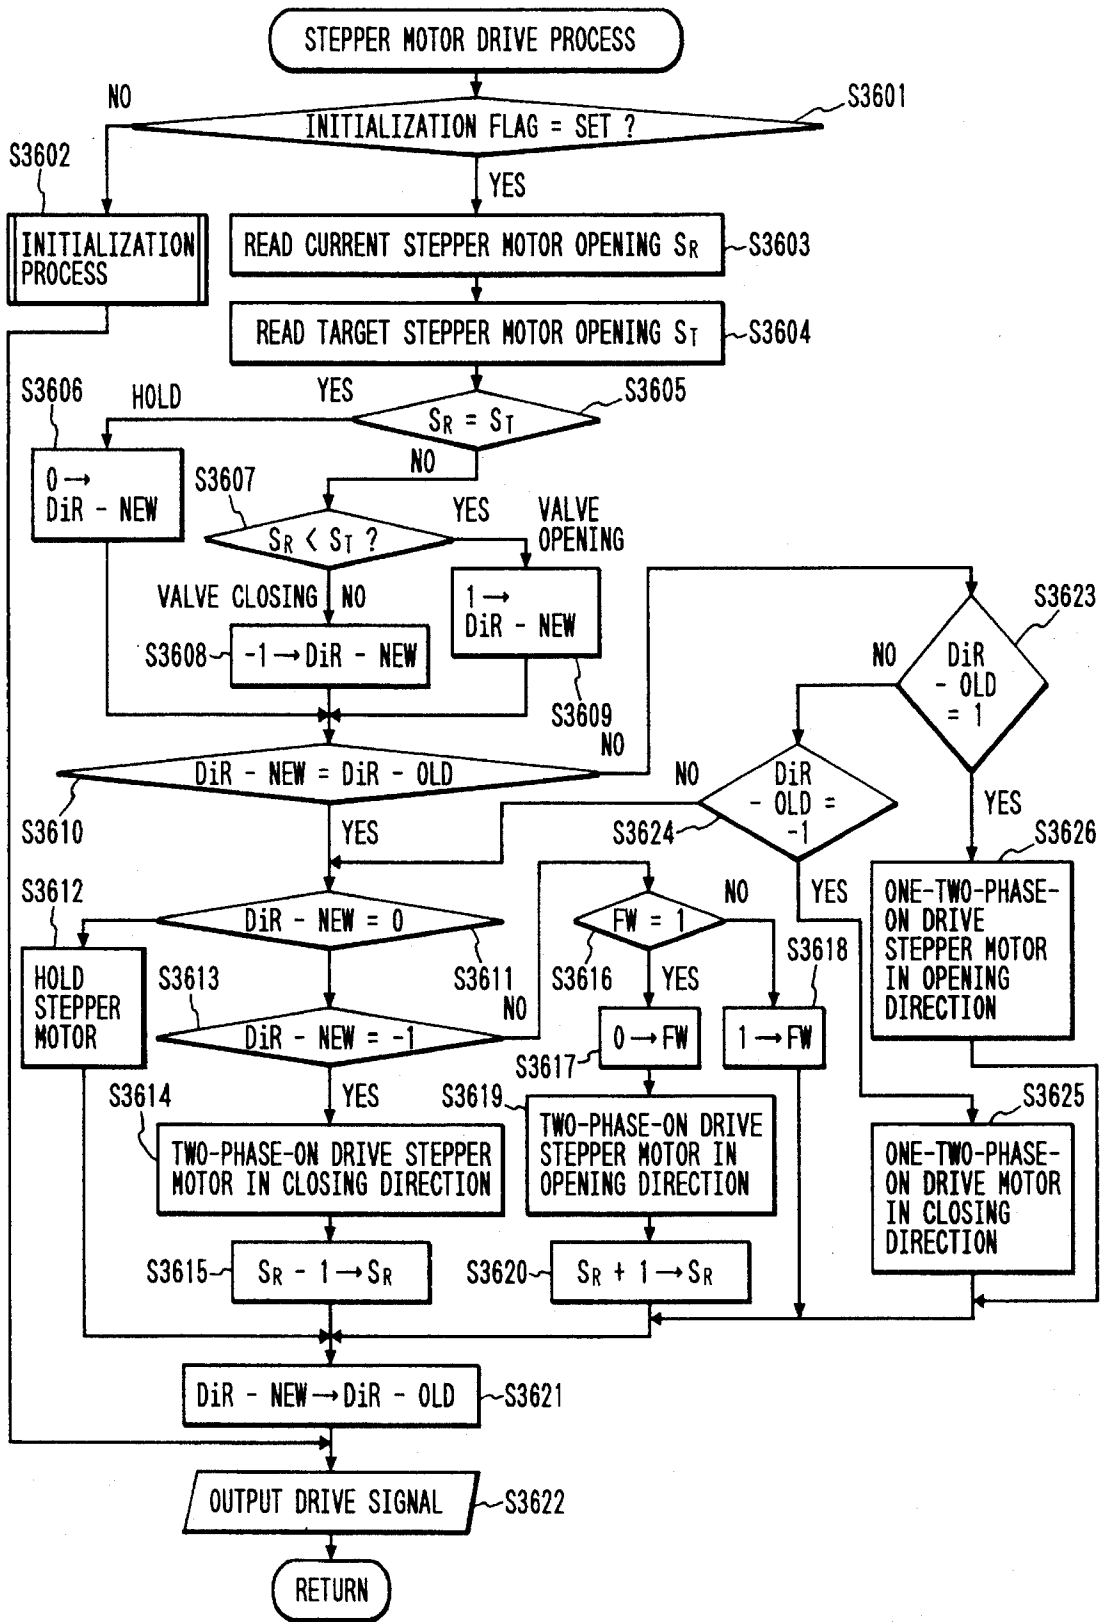 STEPPER MOTOR DRIVE PROCESS
NO
S3601
INITIALIZATION FLAG = SET ?
S3602
YES
INITIALIZATION
PROCESS
READ CURRENT STEPPER MOTOR OPENING SR
S3603
READ TARGET STEPPER MOTOR OPENING ST
S3604
S3606
HOLD
YES
S3605
SR = ST
NO
0 →
DiR - NEW
S3607
YES
VALVE
OPENING
SR < ST ?
VALVE CLOSING
NO
1 →
DiR - NEW
S3623
S3608
-1 → DiR - NEW
NO
DiR
- OLD
= 1
S3609
NO
DiR - NEW = DiR - OLD
NO
DiR
- OLD =
-1
YES
S3610
YES
S3624
S3626
S3612
NO
YES
ONE-TWO-PHASE-
ON DRIVE
STEPPER MOTOR
IN OPENING
DIRECTION
DiR - NEW = 0
FW = 1
S3618
HOLD
STEPPER
MOTOR
S3613
S3611
S3616
YES
NO
DiR - NEW = -1
0 → FW
1 → FW
S3617
S3614
YES
S3619
S3625
TWO-PHASE-ON DRIVE STEPPER
MOTOR IN CLOSING DIRECTION
TWO-PHASE-ON DRIVE
STEPPER MOTOR IN
OPENING DIRECTION
ONE-TWO-PHASE-
ON DRIVE MOTOR
IN CLOSING
DIRECTION
S3615
SR - 1 → SR
S3620
SR + 1 → SR
DiR - NEW → DiR - OLD
S3621
OUTPUT DRIVE SIGNAL
S3622
RETURN